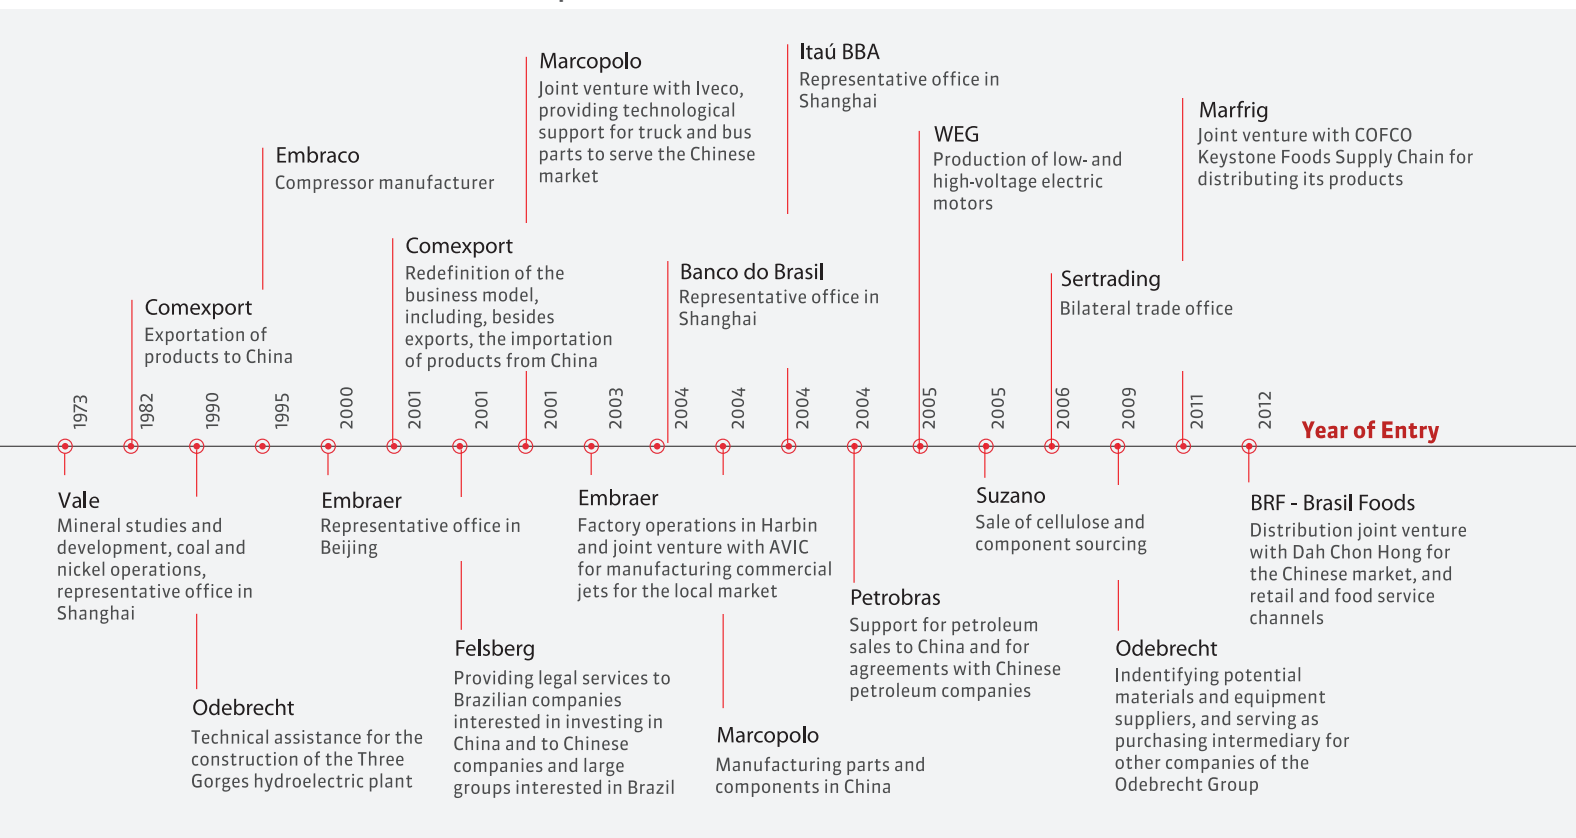 Marcopolo
Joint venture with Iveco,
providing technological
support for truck and bus
parts to serve the Chinese
market
Itaú BBA
Representative office in
Shanghai
Marfrig
Joint venture with COFCO
Keystone Foods Supply Chain for
distributing its products
WEG
Production of low- and
high-voltage electric
motors
Embraco
Compressor manufacturer
Comexport
Redefinition of the
business model,
including, besides
exports, the importation
of products from China
Banco do Brasil
Representative office in
Shanghai
Sertrading
Bilateral trade office
Comexport
Exportation of
products to China
1973
1982
1990
1995
2000
2001
2001
2001
2003
2004
2004
2004
2004
2005
2005
2006
2009
2011
2012
Year of Entry
Vale
Mineral studies and
development, coal and
nickel operations,
representative office in
Shanghai
Embraer
Representative office in
Beijing
Embraer
Factory operations in Harbin
and joint venture with AVIC
for manufacturing commercial
jets for the local market
Suzano
Sale of cellulose and
component sourcing
BRF - Brasil Foods
Distribution joint venture
with Dah Chon Hong for
the Chinese market, and
retail and food service
channels
Petrobras
Support for petroleum
sales to China and for
agreements with Chinese
petroleum companies
Felsberg
Providing legal services to
Brazilian companies
interested in investing in
China and to Chinese
companies and large
groups interested in Brazil
Odebrecht
Indentifying potential
materials and equipment
suppliers, and serving as
purchasing intermediary for
other companies of the
Odebrecht Group
Odebrecht
Technical assistance for the
construction of the Three
Gorges hydroelectric plant
Marcopolo
Manufacturing parts and
components in China